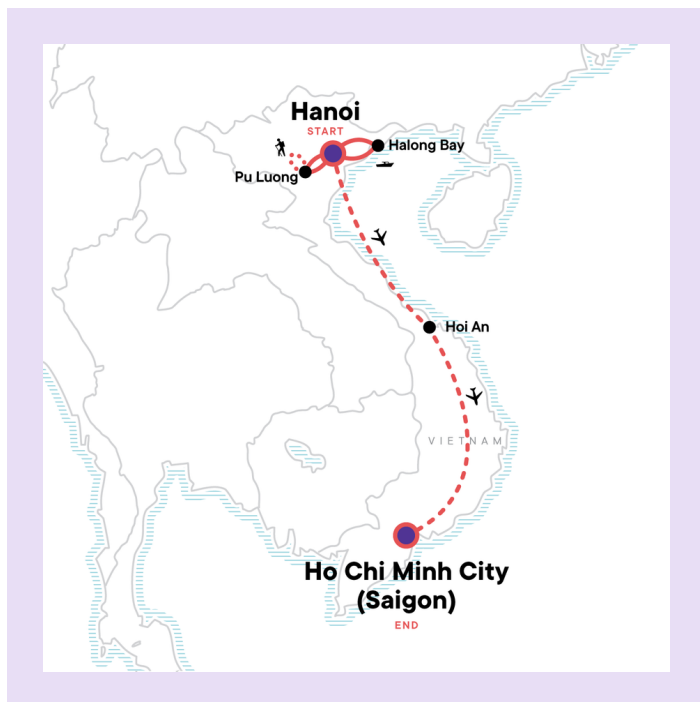 Hanoi
START
Halong Bay
Pu Luong
Hoi An
VIETNAM
Ho Chi Minh City
(Saigon)
END